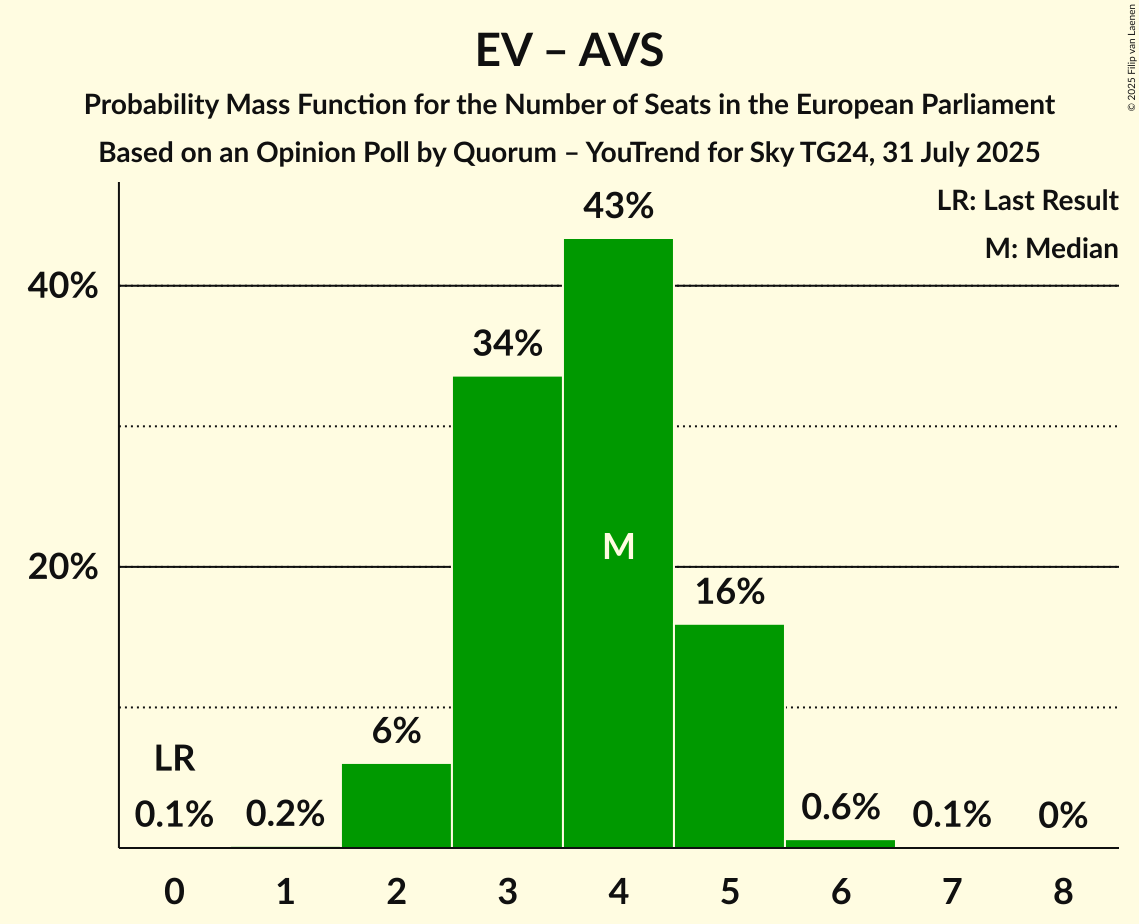 EV – AVS
Probability Mass Function for the Number of Seats in the European Parliament
Based on an Opinion Poll by Quorum – YouTrend for Sky TG24, 31 July 2025
© 2025 Filip van Laenen
LR: Last Result
M: Median
43%
40%
34%
M
20%
16%
6%
LR
0.1% 0.2% 0.6% 0.1% 0%
0 1 2 3 4 5 6 7 8